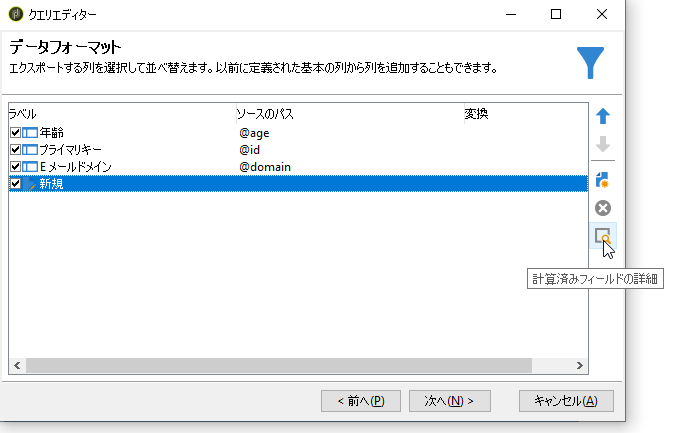 クエリエディター
データフォーマット
エクスポートする列を選択して並べ替えます。以前に定義された基本の列から列を追加することもできます。
ラベル ソースのパス 変換
年齢 @age
プライマリキー @id
Eメールドメイン @domain
新規
計算済みフィールドの詳細
< 前へ(P) 次へ(N) > キャンセル(A)